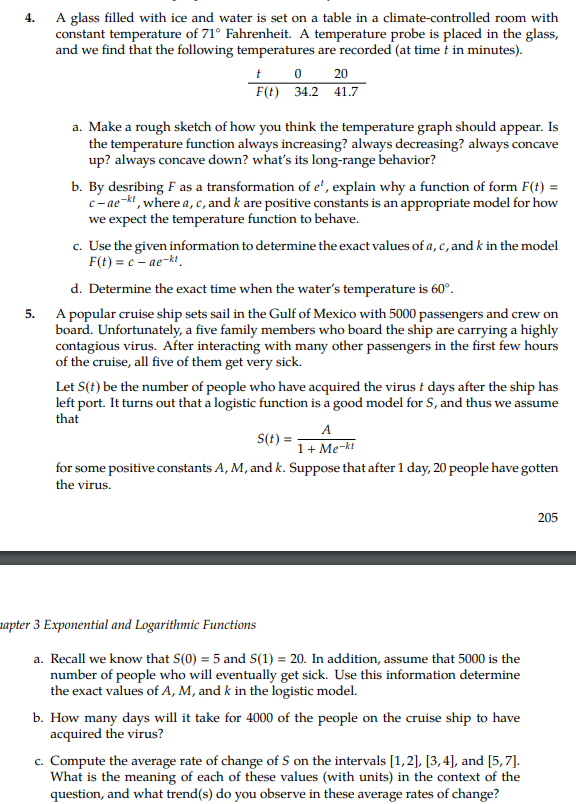 4. A glass filled with ice and water is set on a table in a climate-controlled room with
constant temperature of 71° Fahrenheit. A temperature probe is placed in the glass,
and we find that the following temperatures are recorded (at time t in minutes).
t 0 20
F(t) 34.2 41.7
a. Make a rough sketch of how you think the temperature graph should appear. Is
the temperature function always increasing? always decreasing? always concave
up? always concave down? what's its long-range behavior?
b. By desribing F as a transformation of e^t, explain why a function of form F(t) =
c − ae^−kt, where a, c, and k are positive constants is an appropriate model for how
we expect the temperature function to behave.
c. Use the given information to determine the exact values of a, c, and k in the model
F(t) = c − ae^−kt.
d. Determine the exact time when the water's temperature is 60°.
5. A popular cruise ship sets sail in the Gulf of Mexico with 5000 passengers and crew on
board. Unfortunately, a five family members who board the ship are carrying a highly
contagious virus. After interacting with many other passengers in the first few hours
of the cruise, all five of them get very sick.
Let S(t) be the number of people who have acquired the virus t days after the ship has
left port. It turns out that a logistic function is a good model for S, and thus we assume
that
S(t) = A / (1 + Me^−kt)
for some positive constants A, M, and k. Suppose that after 1 day, 20 people have gotten
the virus.
205
apter 3 Exponential and Logarithmic Functions
a. Recall we know that S(0) = 5 and S(1) = 20. In addition, assume that 5000 is the
number of people who will eventually get sick. Use this information determine
the exact values of A, M, and k in the logistic model.
b. How many days will it take for 4000 of the people on the cruise ship to have
acquired the virus?
c. Compute the average rate of change of S on the intervals [1, 2], [3, 4], and [5, 7].
What is the meaning of each of these values (with units) in the context of the
question, and what trend(s) do you observe in these average rates of change?